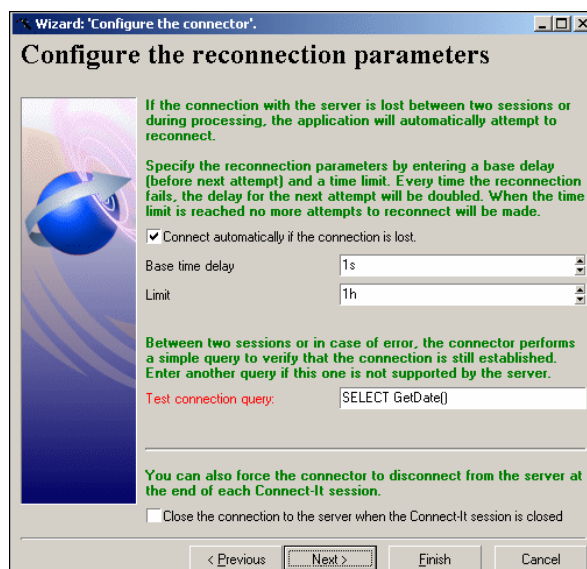 Wizard: 'Configure the connector'.
Configure the reconnection parameters
If the connection with the server is lost between two sessions or
during processing, the application will automatically attempt to
reconnect.
Specify the reconnection parameters by entering a base delay
(before next attempt) and a time limit. Every time the reconnection
fails, the delay for the next attempt will be doubled. When the time
limit is reached no more attempts to reconnect will be made.
Connect automatically if the connection is lost.
Base time delay 1s
Limit 1h
Between two sessions or in case of error, the connector performs
a simple query to verify that the connection is still established.
Enter another query if this one is not supported by the server.
Test connection query: SELECT GetDate()
You can also force the connector to disconnect from the server at
the end of each Connect-It session.
Close the connection to the server when the Connect-It session is closed
< Previous Next > Finish Cancel